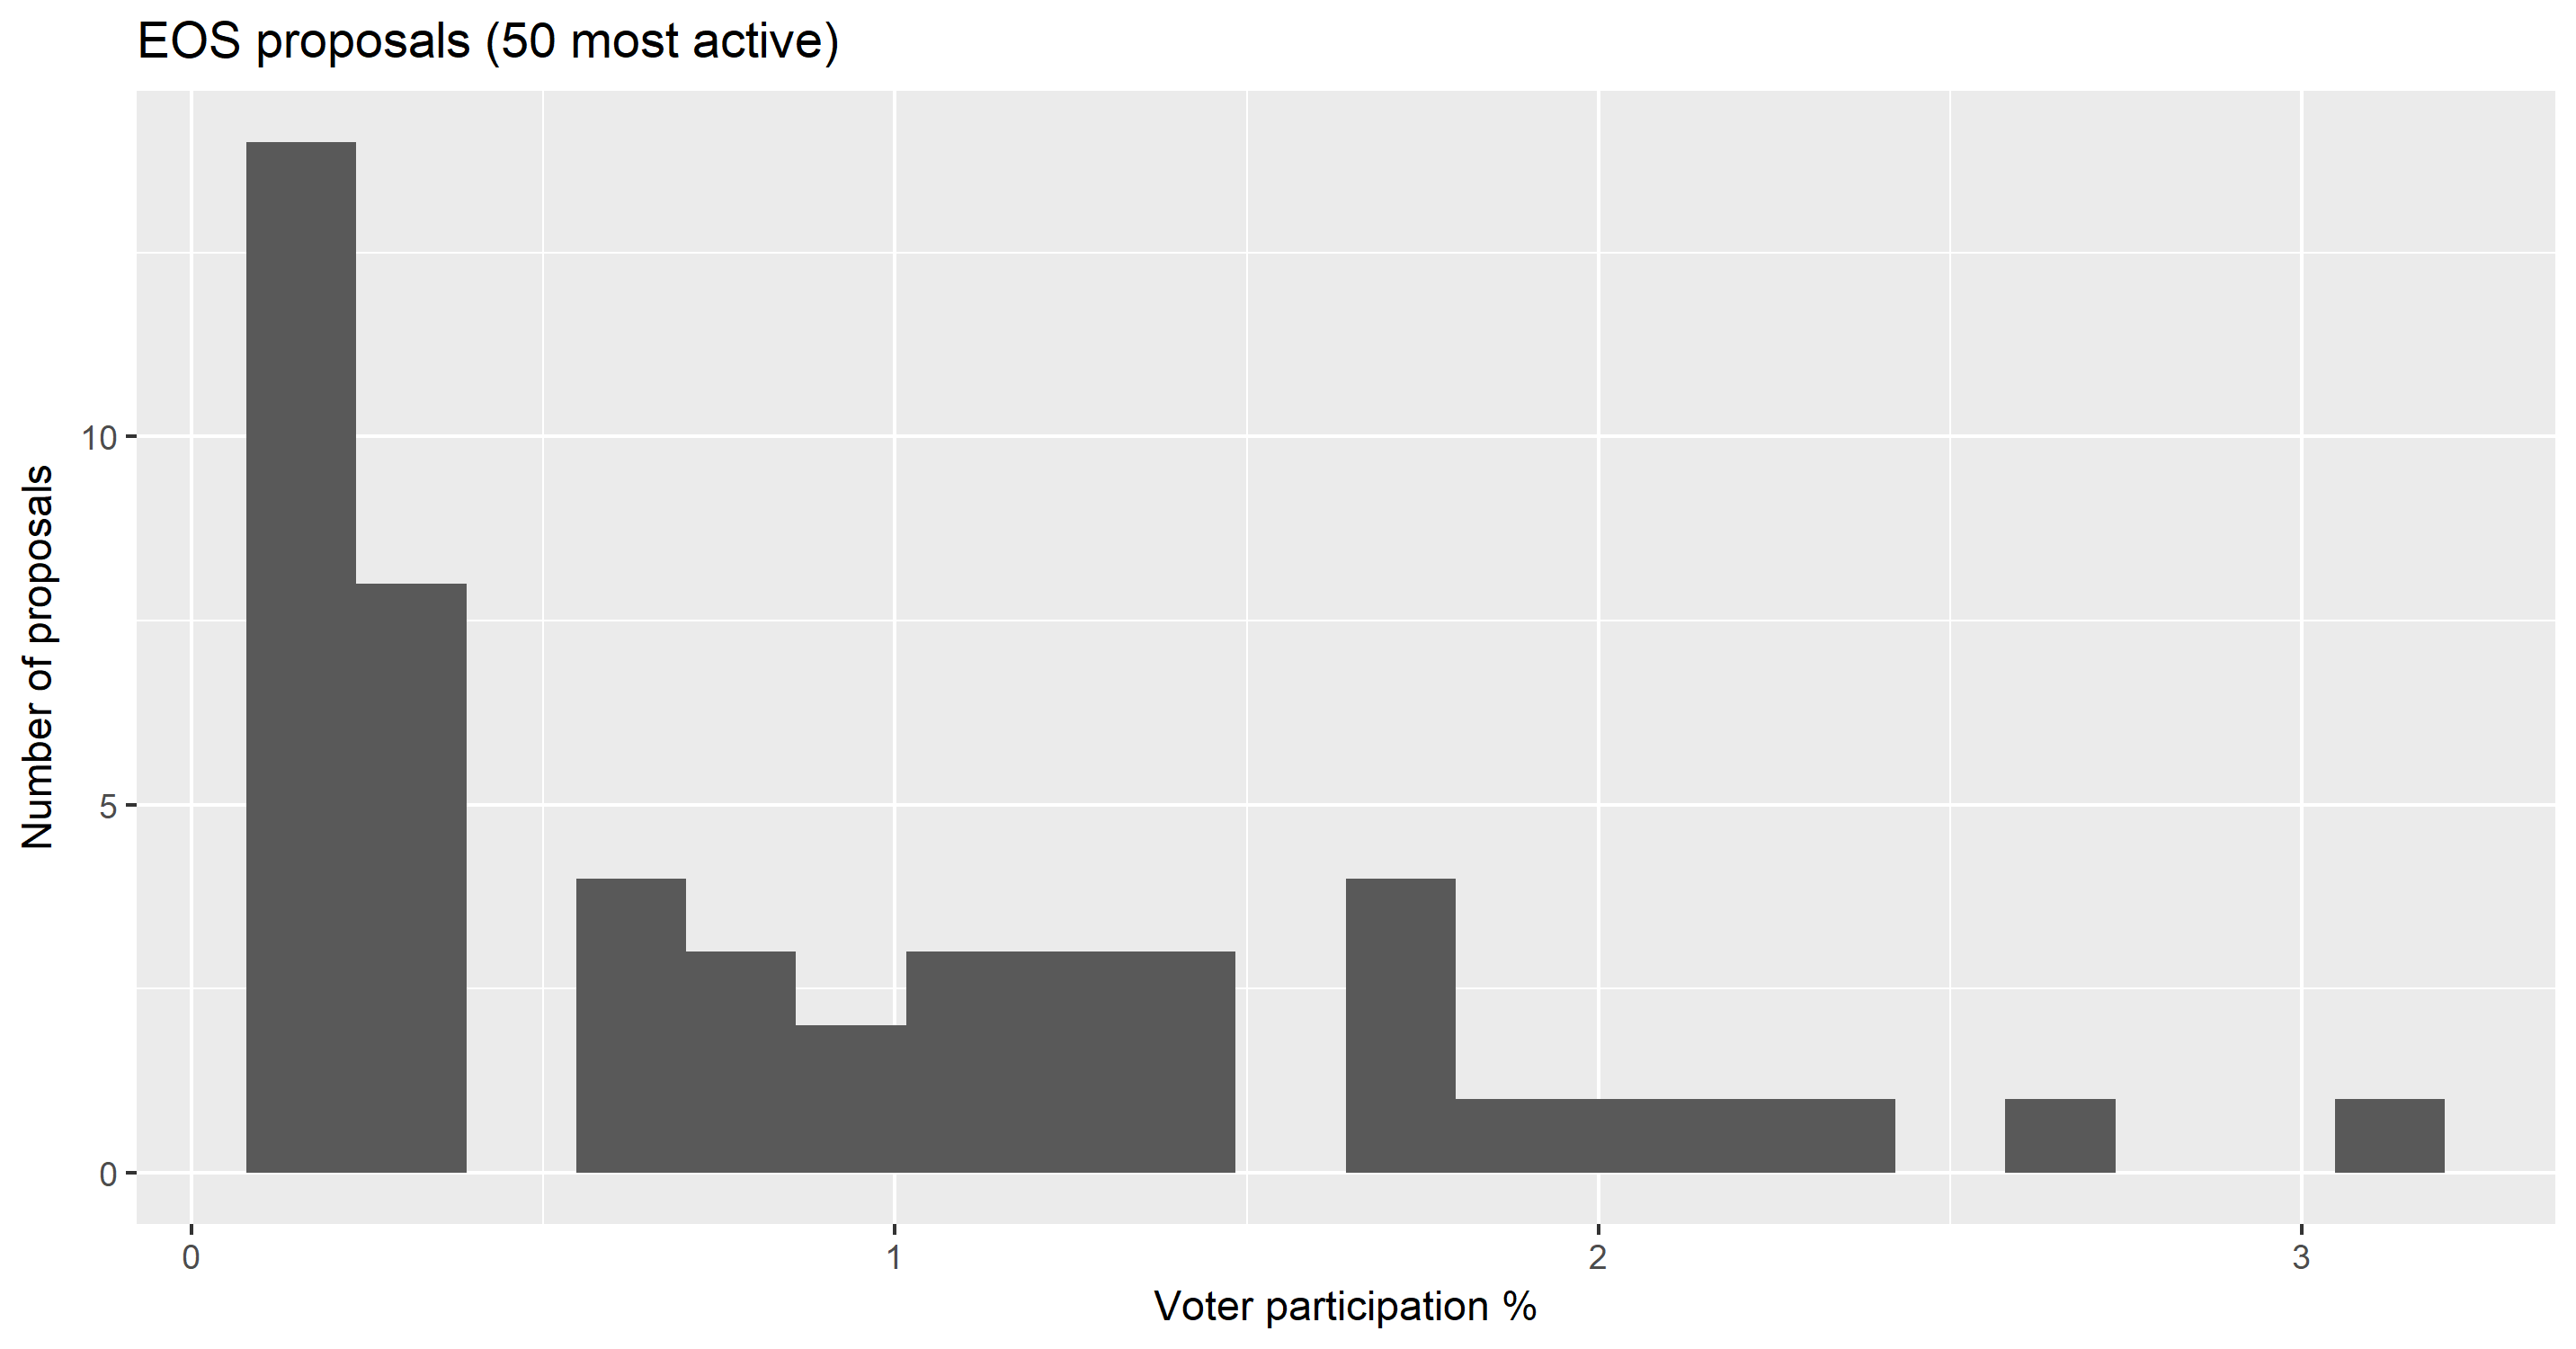 EOS proposals (50 most active)
Number of proposals
10
5
0
0 1 2 3
Voter participation %